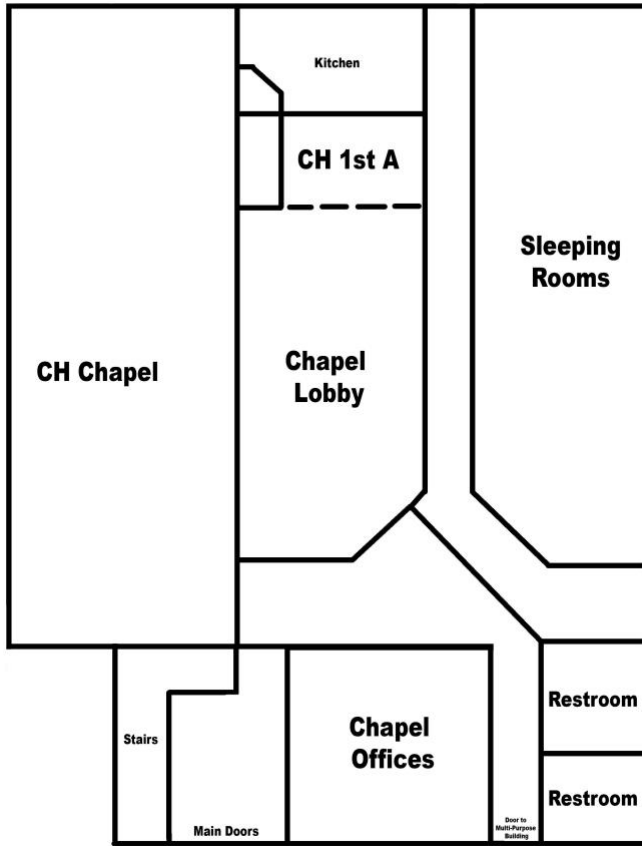 Kitchen
CH 1st A
Sleeping
Rooms
CH Chapel
Chapel
Lobby
Restroom
Stairs
Chapel
Offices
Restroom
Main Doors
Door to
Multi-Purpose
Building